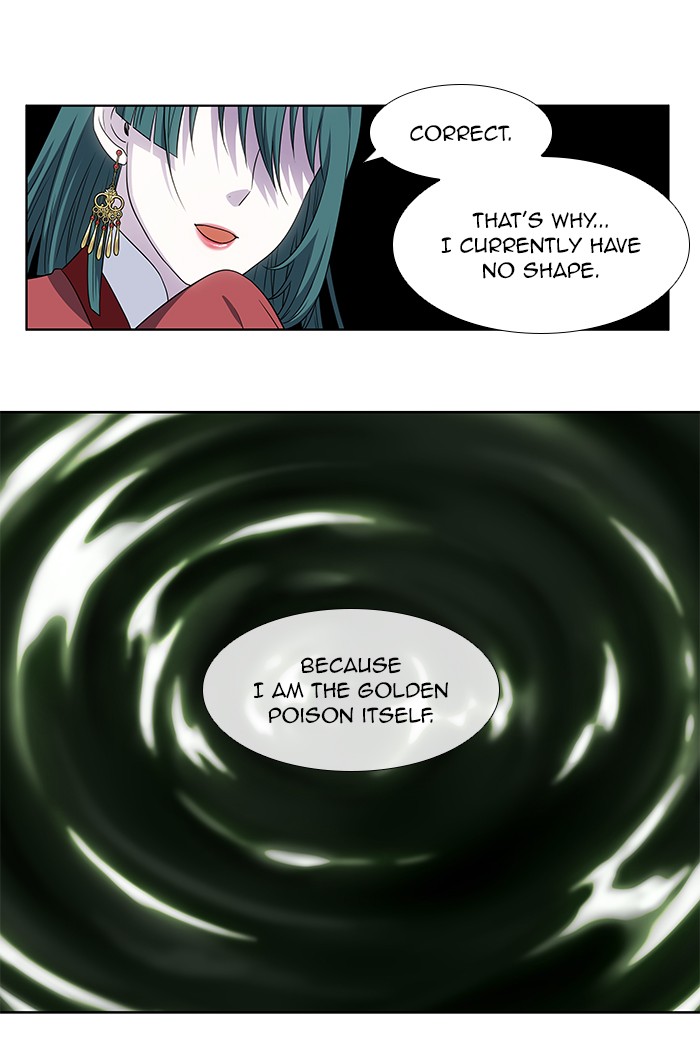 CORRECT.
THAT'S WHY...
I CURRENTLY HAVE
NO SHAPE.
BECAUSE
I AM THE GOLDEN
POISON ITSELF.